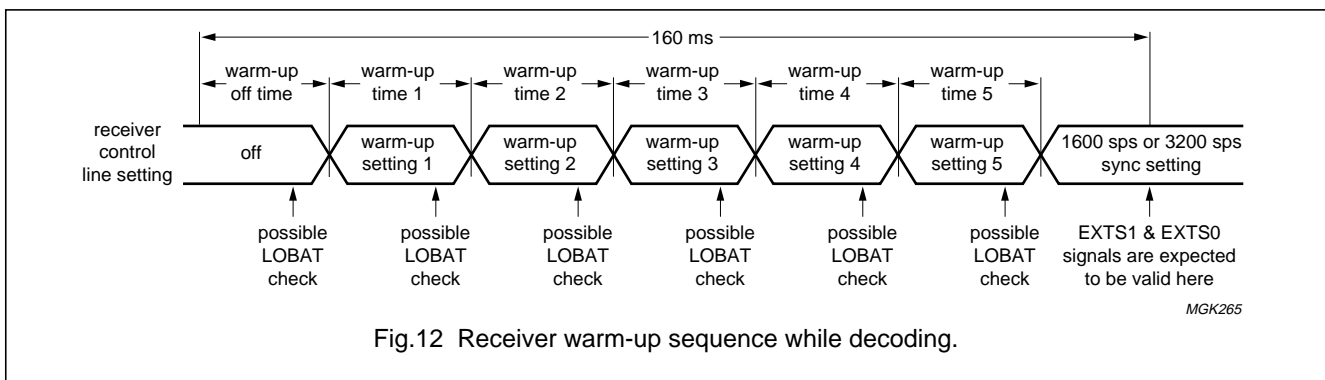 160 ms
warm-up off time
warm-up time 1
warm-up time 2
warm-up time 3
warm-up time 4
warm-up time 5
receiver control line setting
off
warm-up setting 1
warm-up setting 2
warm-up setting 3
warm-up setting 4
warm-up setting 5
1600 sps or 3200 sps sync setting
possible LOBAT check
possible LOBAT check
possible LOBAT check
possible LOBAT check
possible LOBAT check
possible LOBAT check
EXTS1 & EXTS0 signals are expected to be valid here
MGK265
Fig.12 Receiver warm-up sequence while decoding.